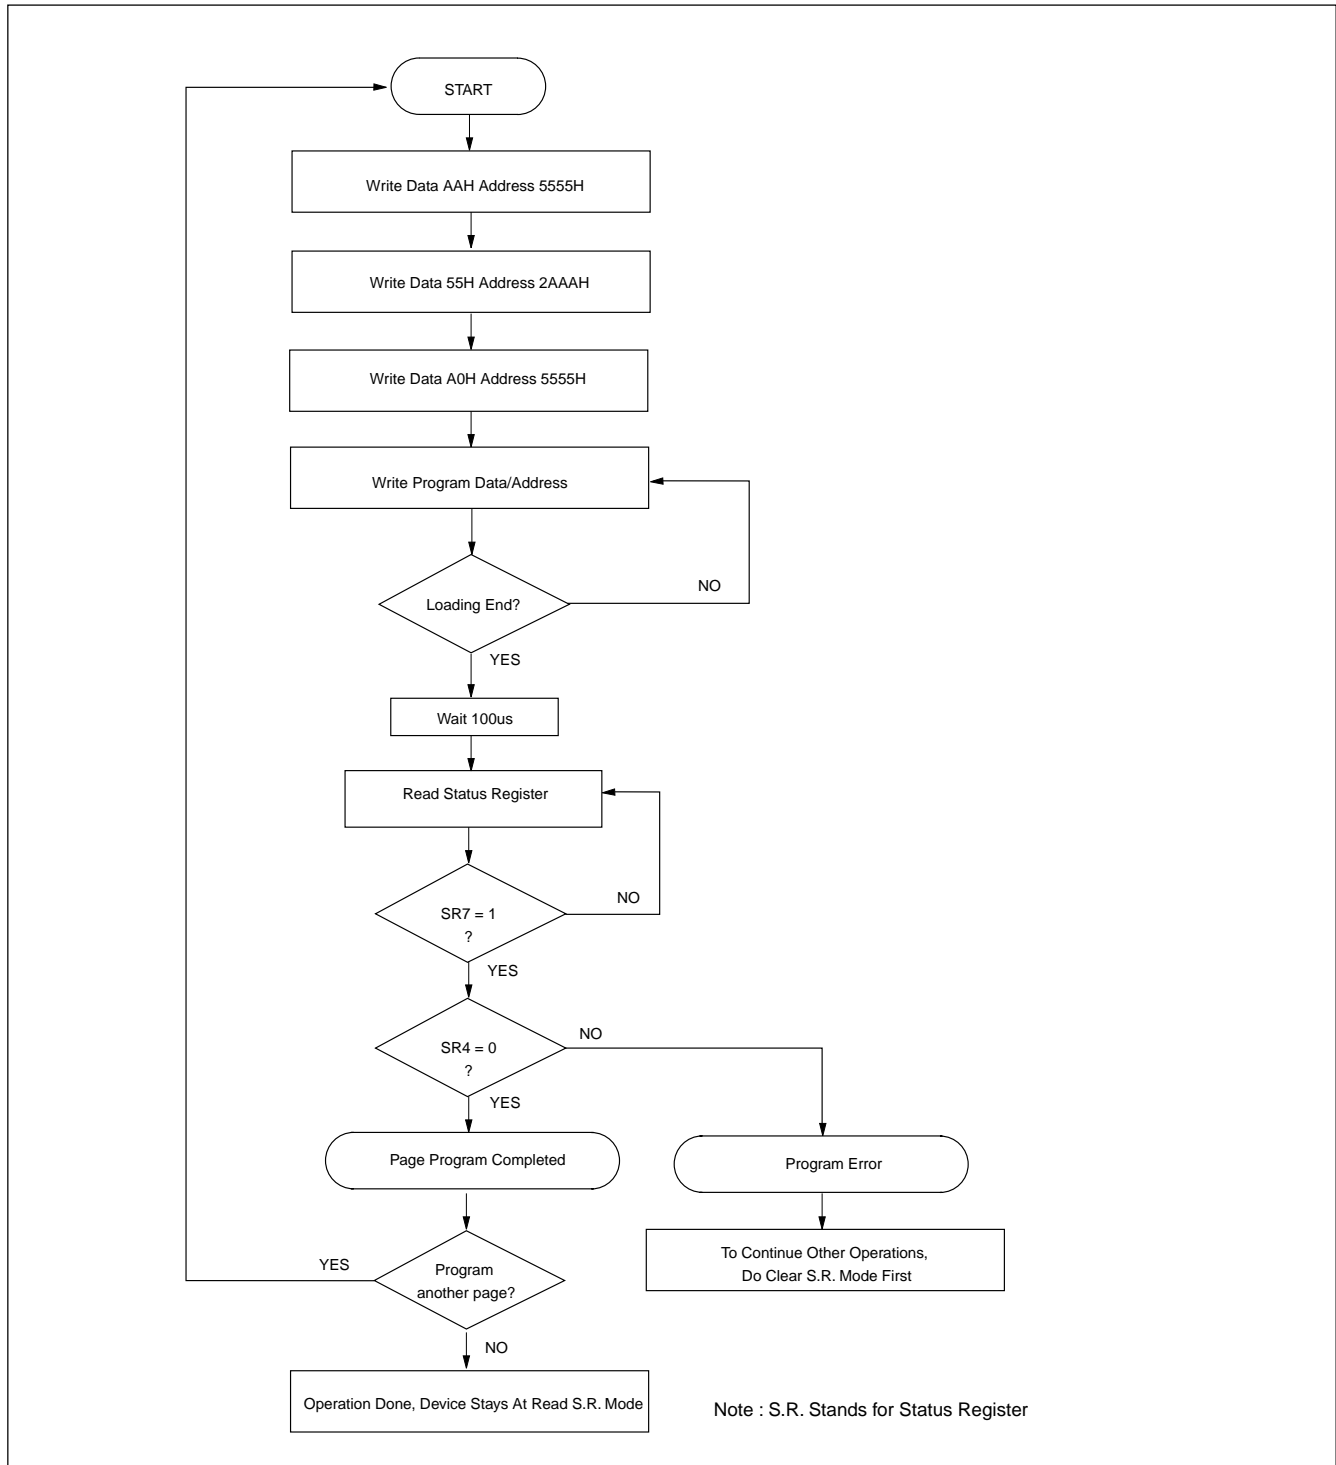 START
Write Data AAH Address 5555H
Write Data 55H Address 2AAAH
Write Data A0H Address 5555H
Write Program Data/Address
NO
Loading End?
YES
Wait 100us
Read Status Register
NO
SR7 = 1
?
YES
NO
SR4 = 0
?
YES
Page Program Completed
Program Error
To Continue Other Operations,
Do Clear S.R. Mode First
YES
Program
another page?
NO
Operation Done, Device Stays At Read S.R. Mode
Note : S.R. Stands for Status Register